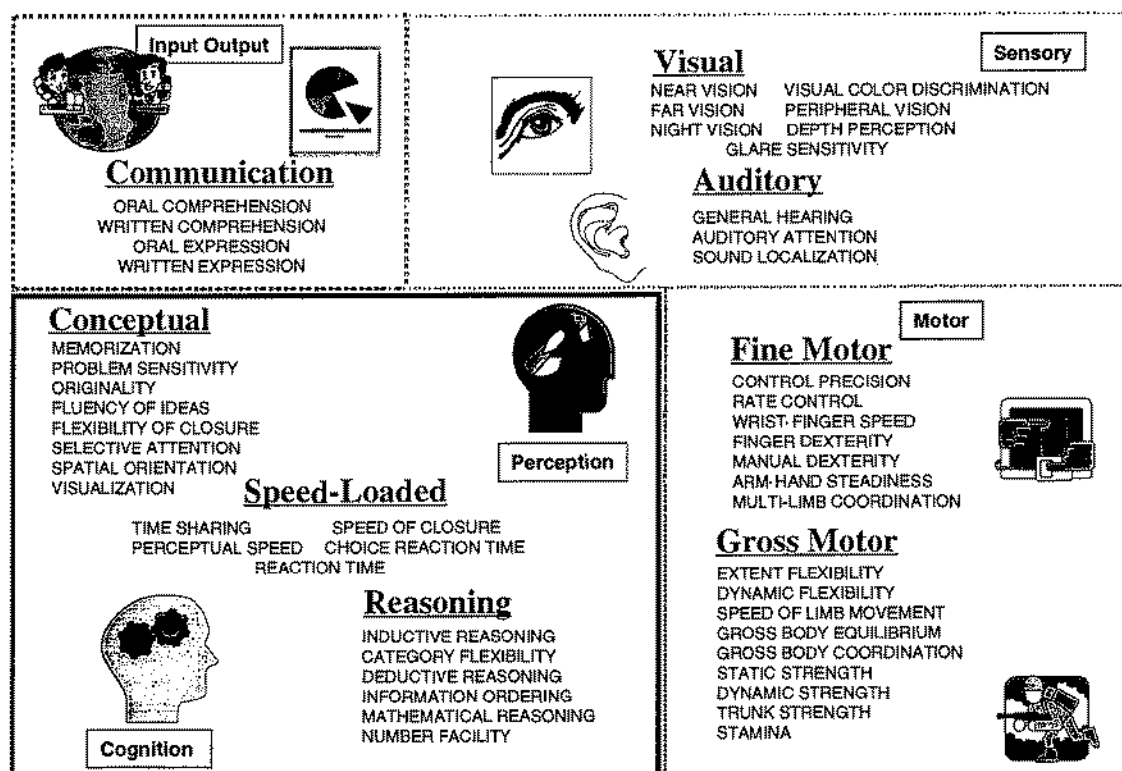 Input Output
Communication
ORAL COMPREHENSION
WRITTEN COMPREHENSION
ORAL EXPRESSION
WRITTEN EXPRESSION
Sensory
Visual
NEAR VISION VISUAL COLOR DISCRIMINATION
FAR VISION PERIPHERAL VISION
NIGHT VISION DEPTH PERCEPTION
GLARE SENSITIVITY
Auditory
GENERAL HEARING
AUDITORY ATTENTION
SOUND LOCALIZATION
Conceptual
MEMORIZATION
PROBLEM SENSITIVITY
ORIGINALITY
FLUENCY OF IDEAS
FLEXIBILITY OF CLOSURE
SELECTIVE ATTENTION
SPATIAL ORIENTATION
VISUALIZATION
Perception
Speed-Loaded
TIME SHARING SPEED OF CLOSURE
PERCEPTUAL SPEED CHOICE REACTION TIME
REACTION TIME
Reasoning
INDUCTIVE REASONING
CATEGORY FLEXIBILITY
DEDUCTIVE REASONING
INFORMATION ORDERING
MATHEMATICAL REASONING
NUMBER FACILITY
Cognition
Motor
Fine Motor
CONTROL PRECISION
RATE CONTROL
WRIST-FINGER SPEED
FINGER DEXTERITY
MANUAL DEXTERITY
ARM-HAND STEADINESS
MULTI-LIMB COORDINATION
Gross Motor
EXTENT FLEXIBILITY
DYNAMIC FLEXIBILITY
SPEED OF LIMB MOVEMENT
GROSS BODY EQUILIBRIUM
GROSS BODY COORDINATION
STATIC STRENGTH
DYNAMIC STRENGTH
TRUNK STRENGTH
STAMINA